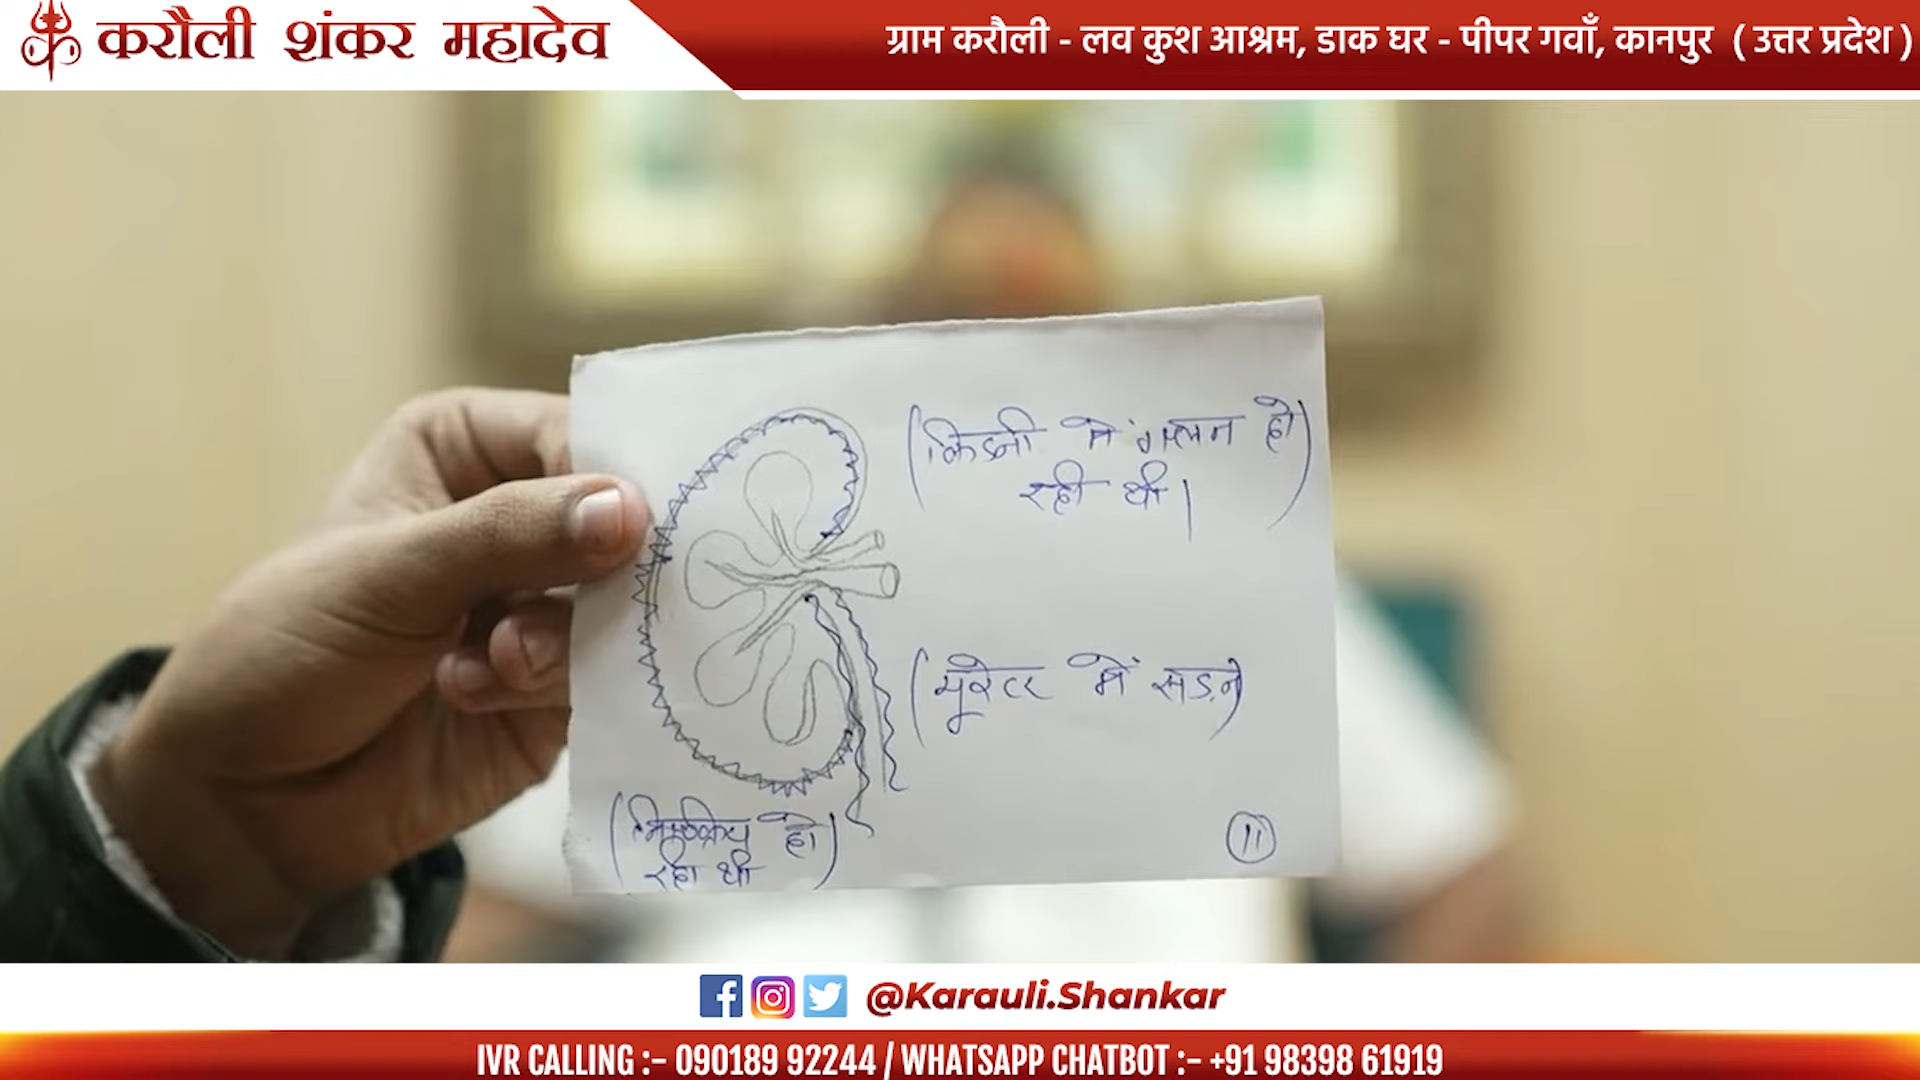 करौली शंकर महादेव
ग्राम करौली - लव कुश आश्रम, डाक घर - पीपर गवाँ, कानपुर ( उत्तर प्रदेश )
(किडनी में गलन हो
रही थी।)
(यूरेटर में सड़न)
(निष्क्रिय हो
रही थी)
11
@Karauli.Shankar
IVR CALLING :- 090189 92244 / WHATSAPP CHATBOT :- +91 98398 61919